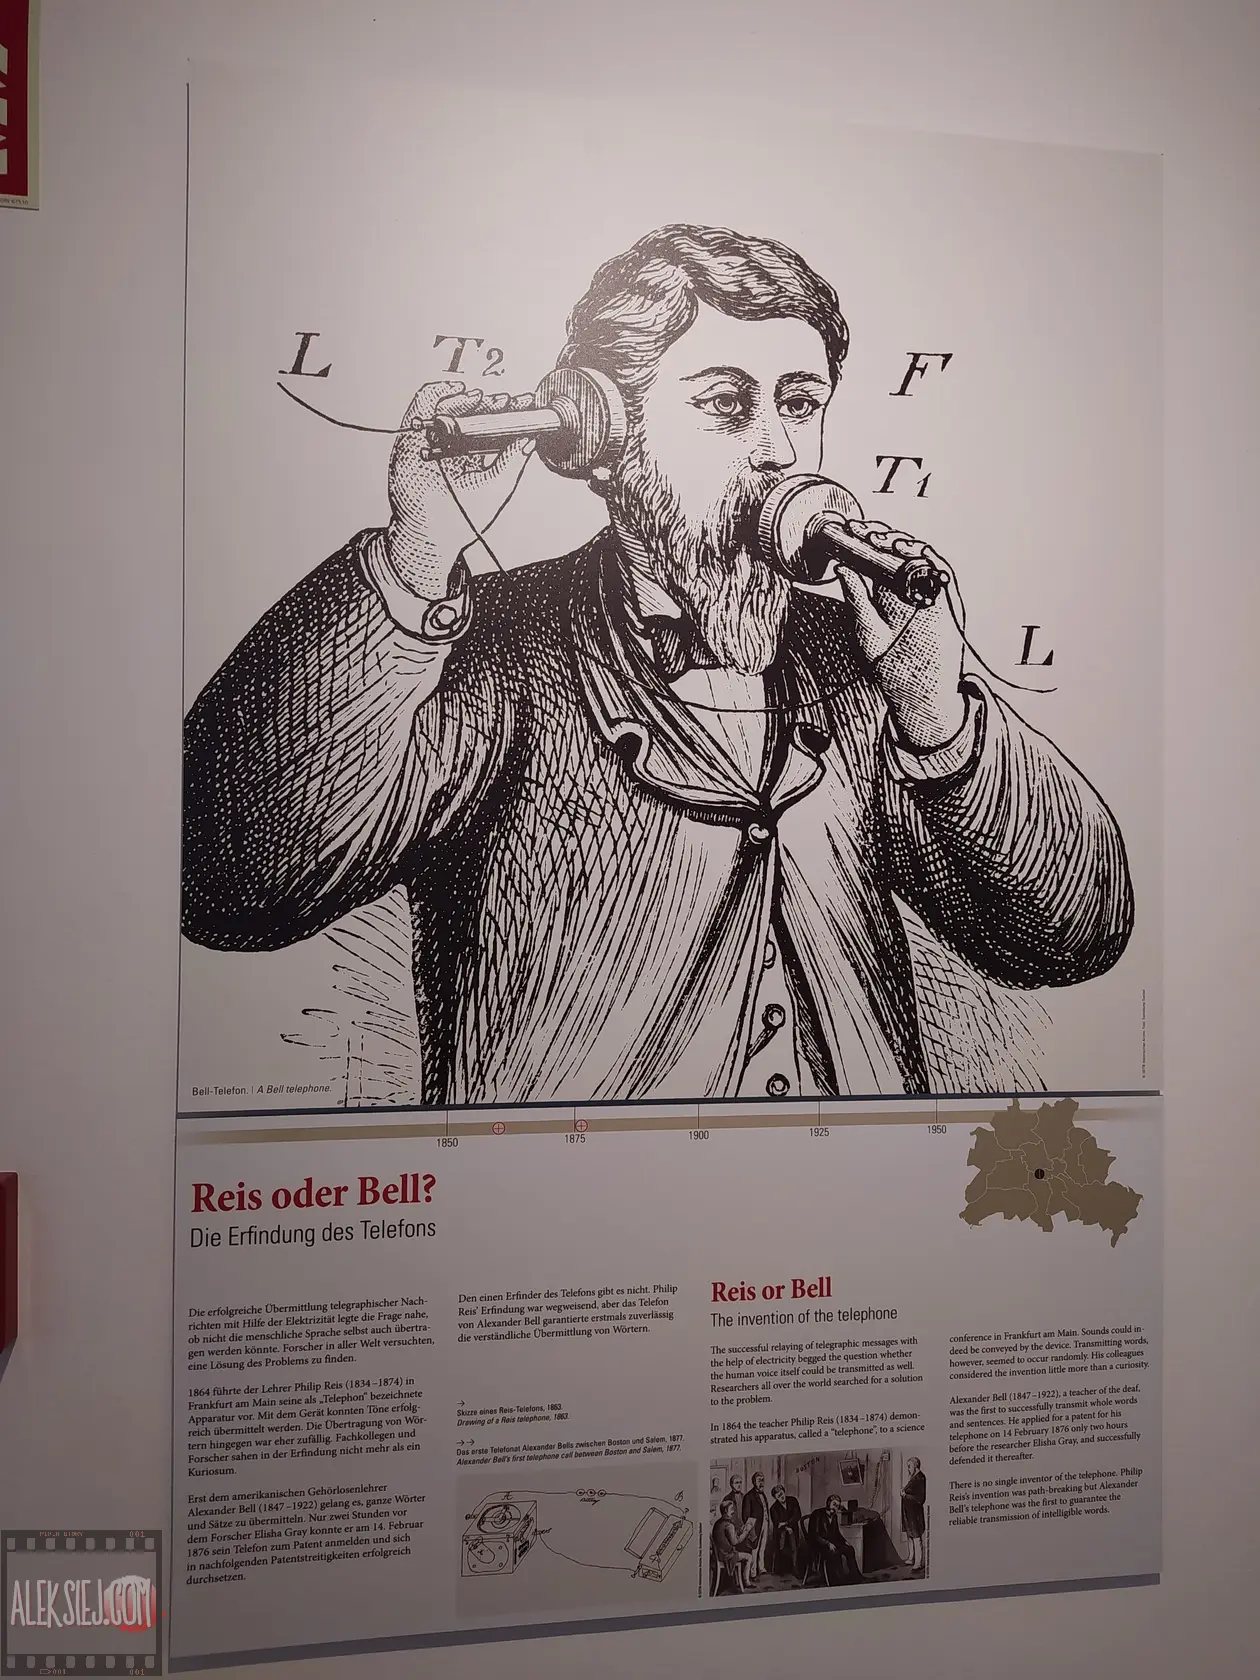 L
T2
F
T1
L
Bell-Telefon. | A Bell telephone.
1850
1875
1900
1925
1950
Reis oder Bell?
Die Erfindung des Telefons
Die erfolgreiche Übermittlung telegraphischer Nach-
richten mit Hilfe der Elektrizität legte die Frage nahe,
ob nicht die menschliche Sprache selbst auch übertra-
gen werden könnte. Forscher in aller Welt versuchten,
eine Lösung des Problems zu finden.
1864 führte der Lehrer Philip Reis (1834–1874) in
Frankfurt am Main seine als „Telephon" bezeichnete
Apparatur vor. Mit dem Gerät konnten Töne erfolg-
reich übermittelt werden. Die Übertragung von Wör-
tern hingegen war eher zufällig. Fachkollegen und
Forscher sahen in der Erfindung nicht mehr als ein
Kuriosum.
Erst dem amerikanischen Gehörlosenlehrer
Alexander Bell (1847–1922) gelang es, ganze Wörter
und Sätze zu übermitteln. Nur zwei Stunden vor
dem Forscher Elisha Gray konnte er am 14. Februar
1876 sein Telefon zum Patent anmelden und sich
in nachfolgenden Patentstreitigkeiten erfolgreich
durchsetzen.
Den einen Erfinder des Telefons gibt es nicht. Philip
Reis' Erfindung war wegweisend, aber das Telefon
von Alexander Bell garantierte erstmals zuverlässig
die verständliche Übermittlung von Wörtern.
→
Skizze eines Reis-Telefons, 1863.
Drawing of a Reis telephone, 1863.
→→
Das erste Telefonat Alexander Bells zwischen Boston und Salem, 1877.
Alexander Bell's first telephone call between Boston and Salem, 1877.
A
B
BOSTON
Reis or Bell
The invention of the telephone
The successful relaying of telegraphic messages with
the help of electricity begged the question whether
the human voice itself could be transmitted as well.
Researchers all over the world searched for a solution
to the problem.
In 1864 the teacher Philip Reis (1834–1874) demon-
strated his apparatus, called a "telephone", to a science
conference in Frankfurt am Main. Sounds could in-
deed be conveyed by the device. Transmitting words,
however, seemed to occur randomly. His colleagues
considered the invention little more than a curiosity.
Alexander Bell (1847–1922), a teacher of the deaf,
was the first to successfully transmit whole words
and sentences. He applied for a patent for his
telephone on 14 February 1876 only two hours
before the researcher Elisha Gray, and successfully
defended it thereafter.
There is no single inventor of the telephone. Philip
Reis's invention was path-breaking but Alexander
Bell's telephone was the first to guarantee the
reliable transmission of intelligible words.
001
ALEKSIEJ.COM
001